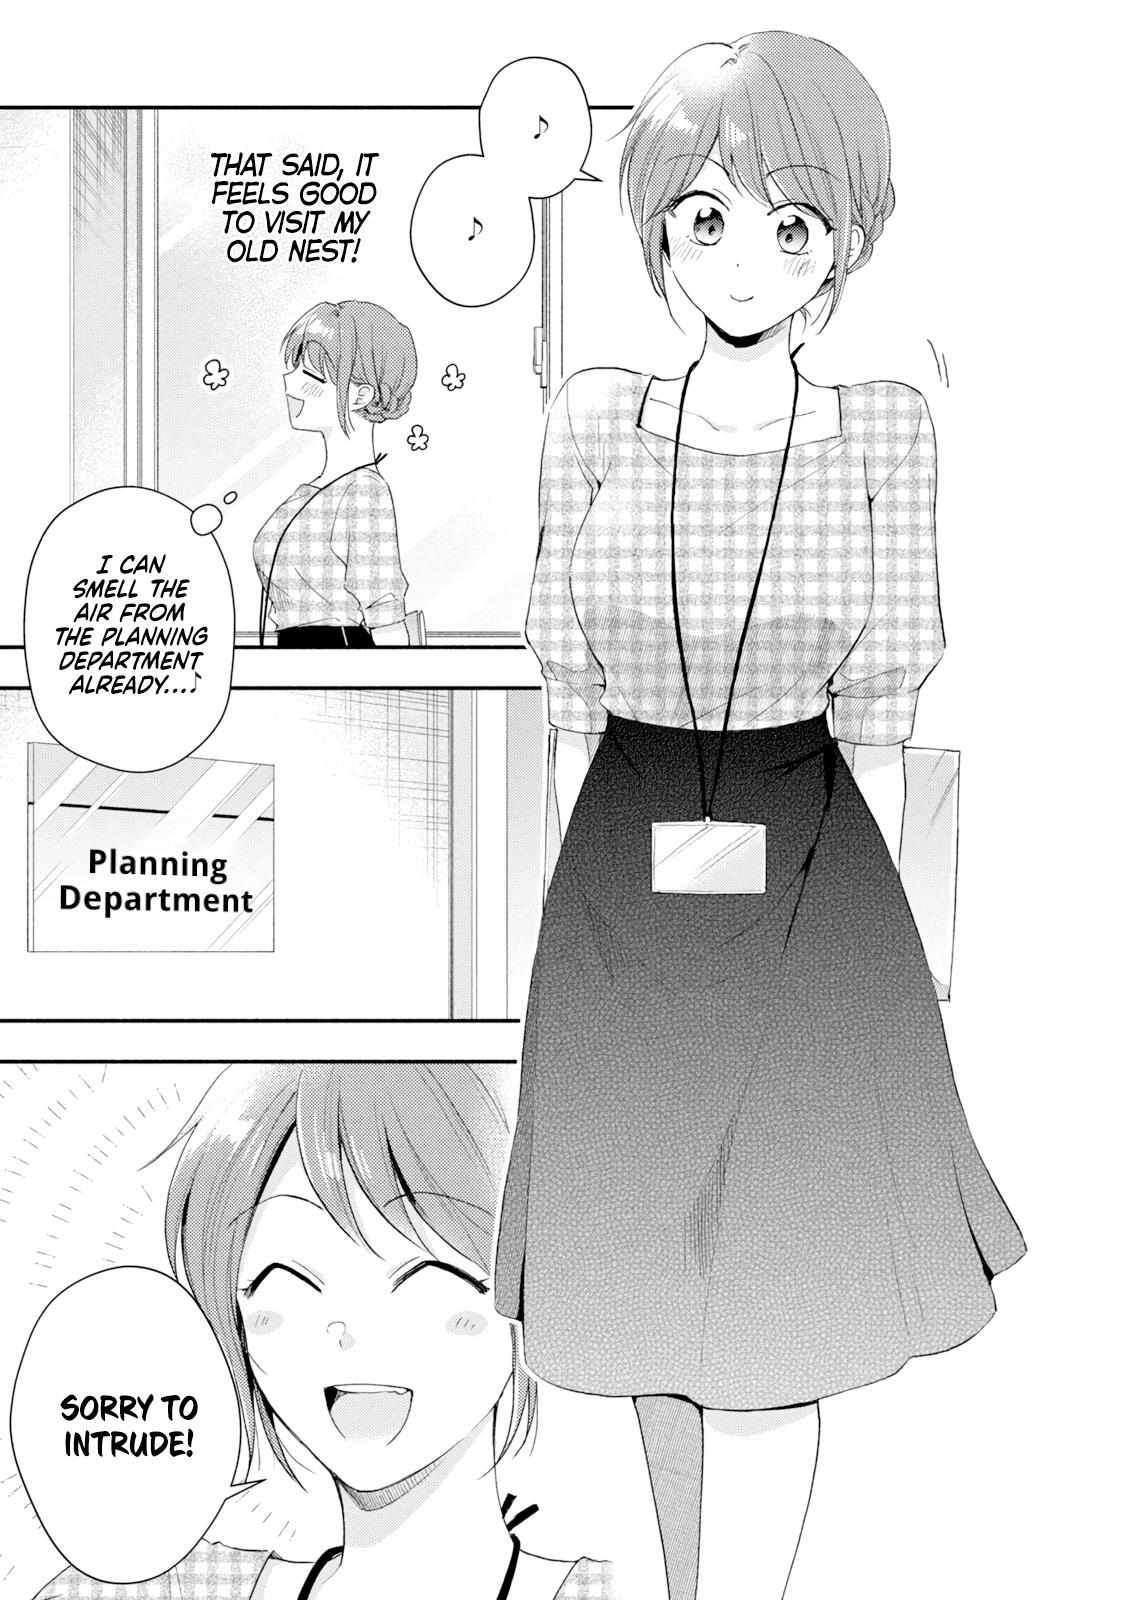 ♪
♪
THAT SAID, IT
FEELS GOOD
TO VISIT MY
OLD NEST!
I CAN
SMELL THE
AIR FROM
THE PLANNING
DEPARTMENT
ALREADY...♪
Planning
Department
SORRY TO
INTRUDE!